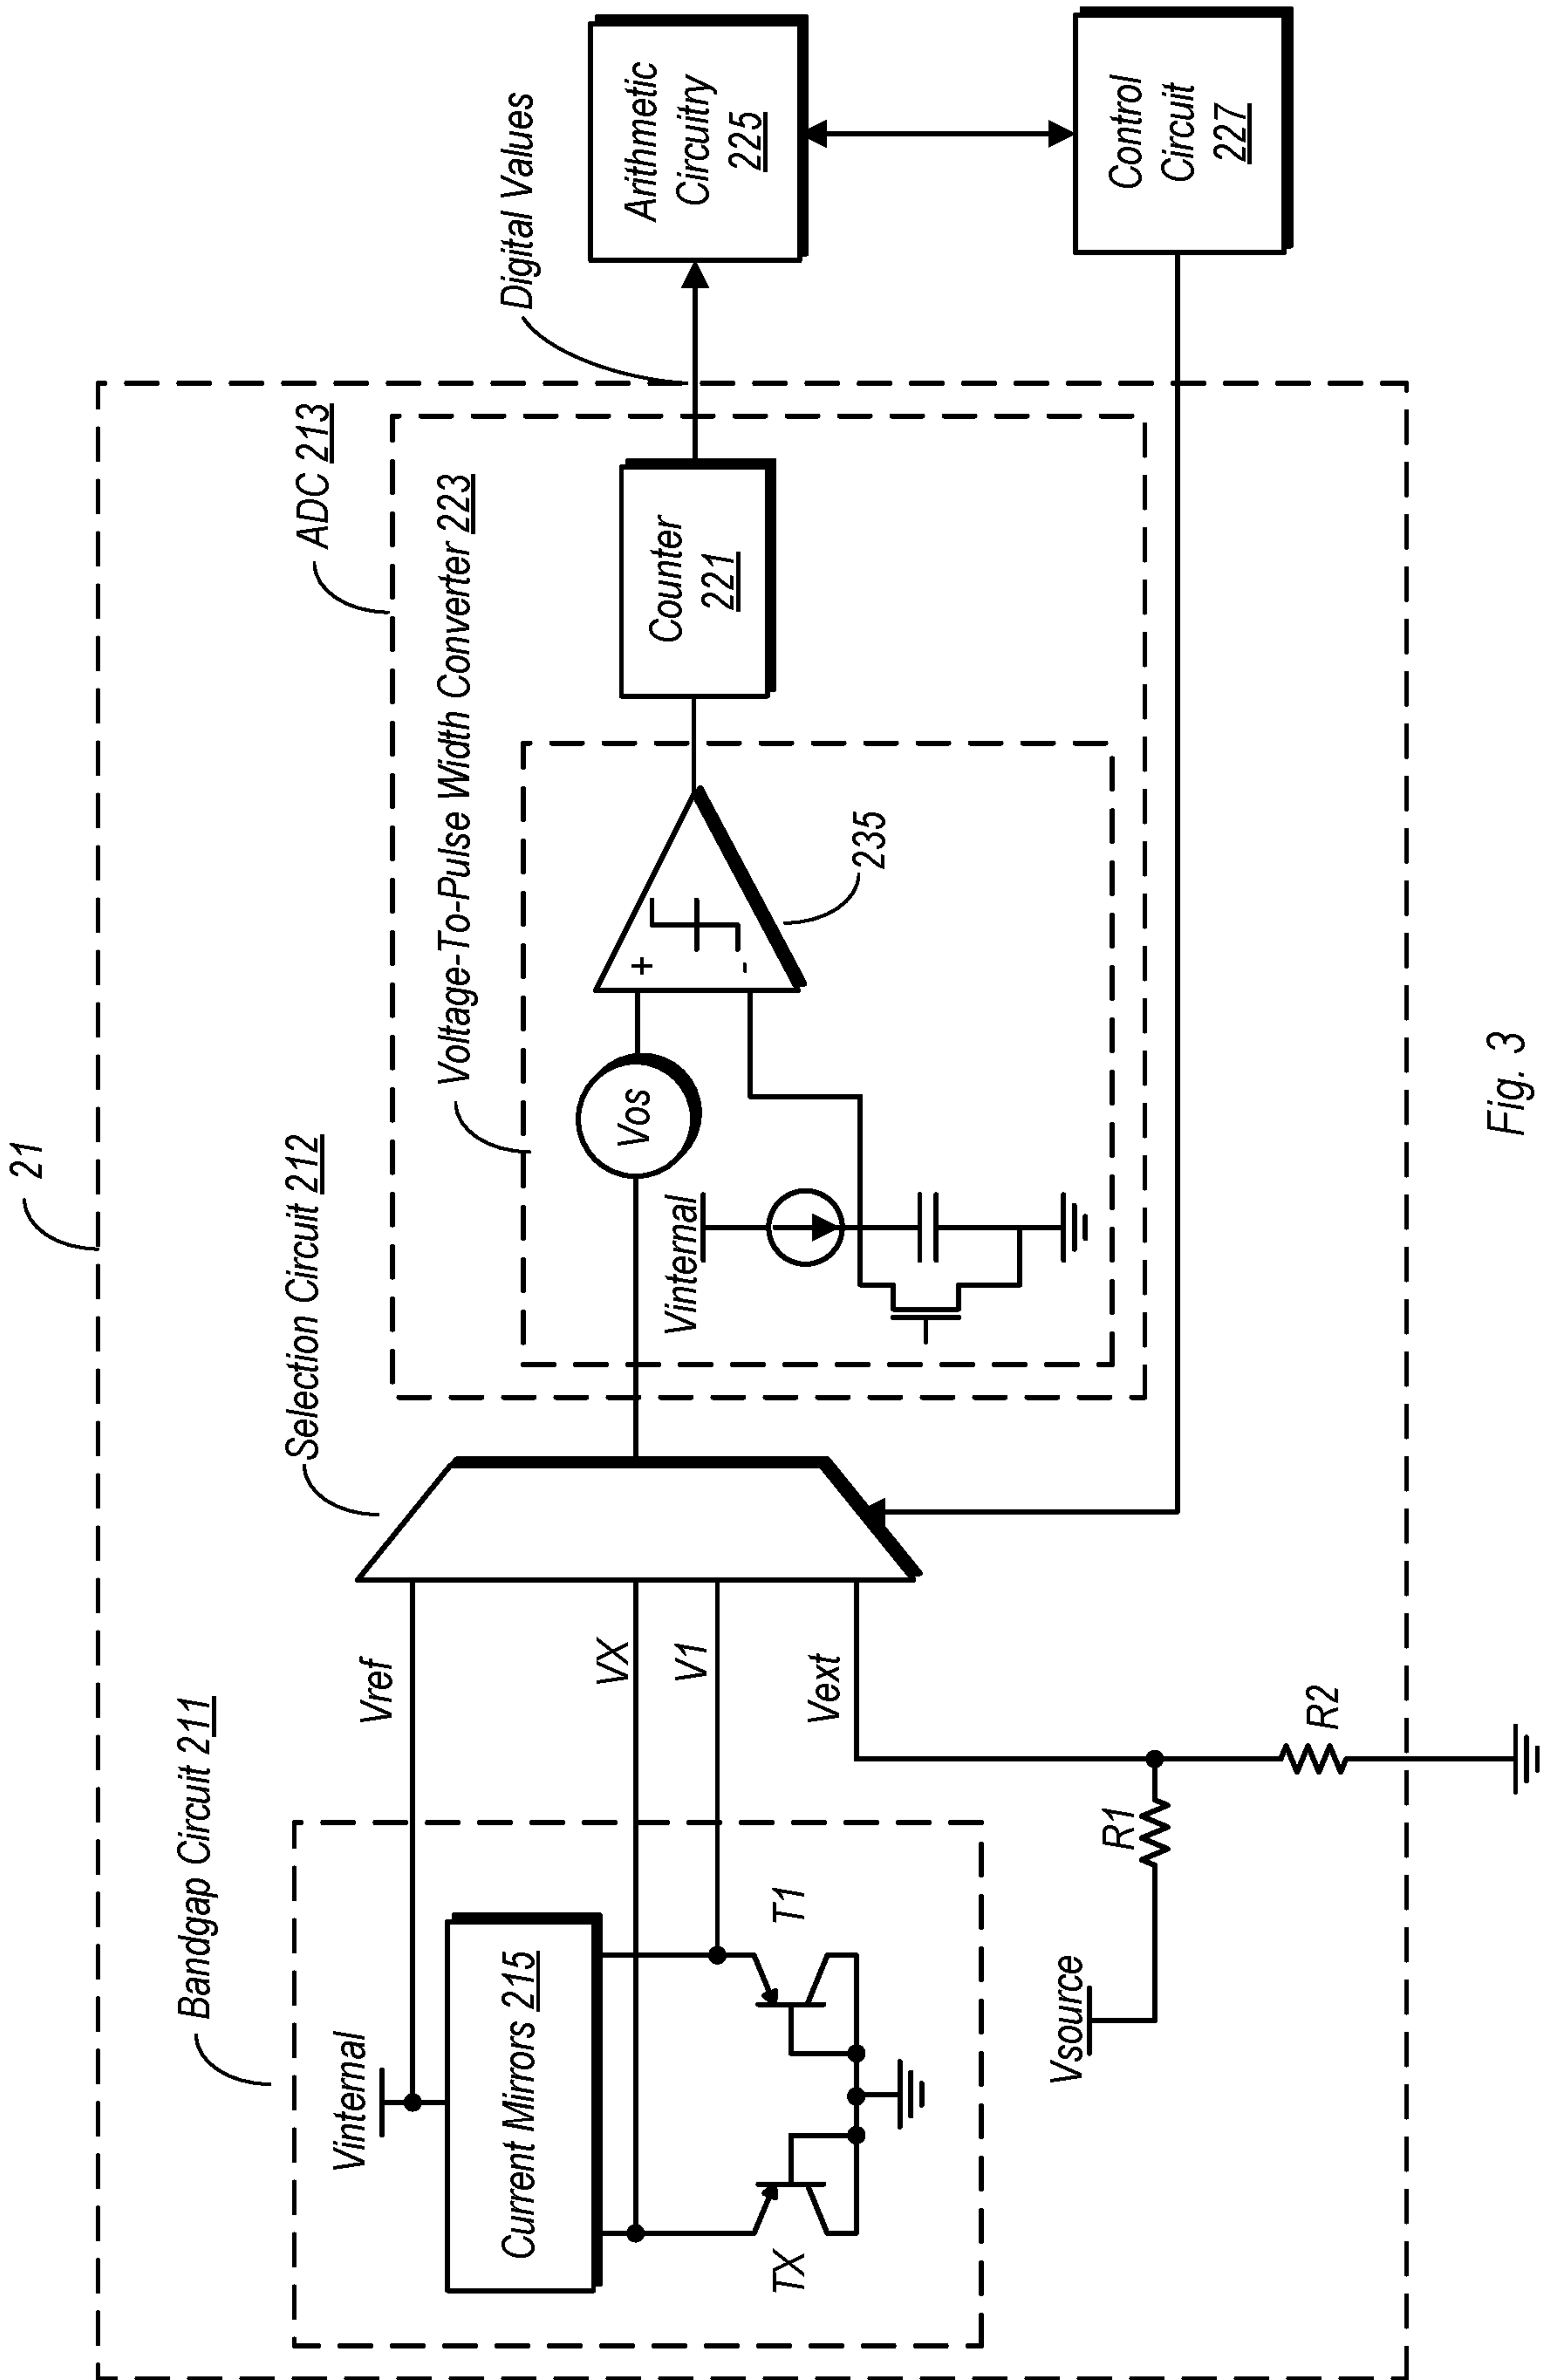 21
Bandgap Circuit 211
Selection Circuit 212
ADC 213
Voltage-To-Pulse Width Converter 223
Digital Values
Vinternal
Current Mirrors 215
TX
T1
Vref
VX
V1
Vext
Vsource
R1
R2
Vinternal
Vos
+
-
235
Counter
221
Arithmetic
Circuitry
225
Control
Circuit
227
Fig. 3